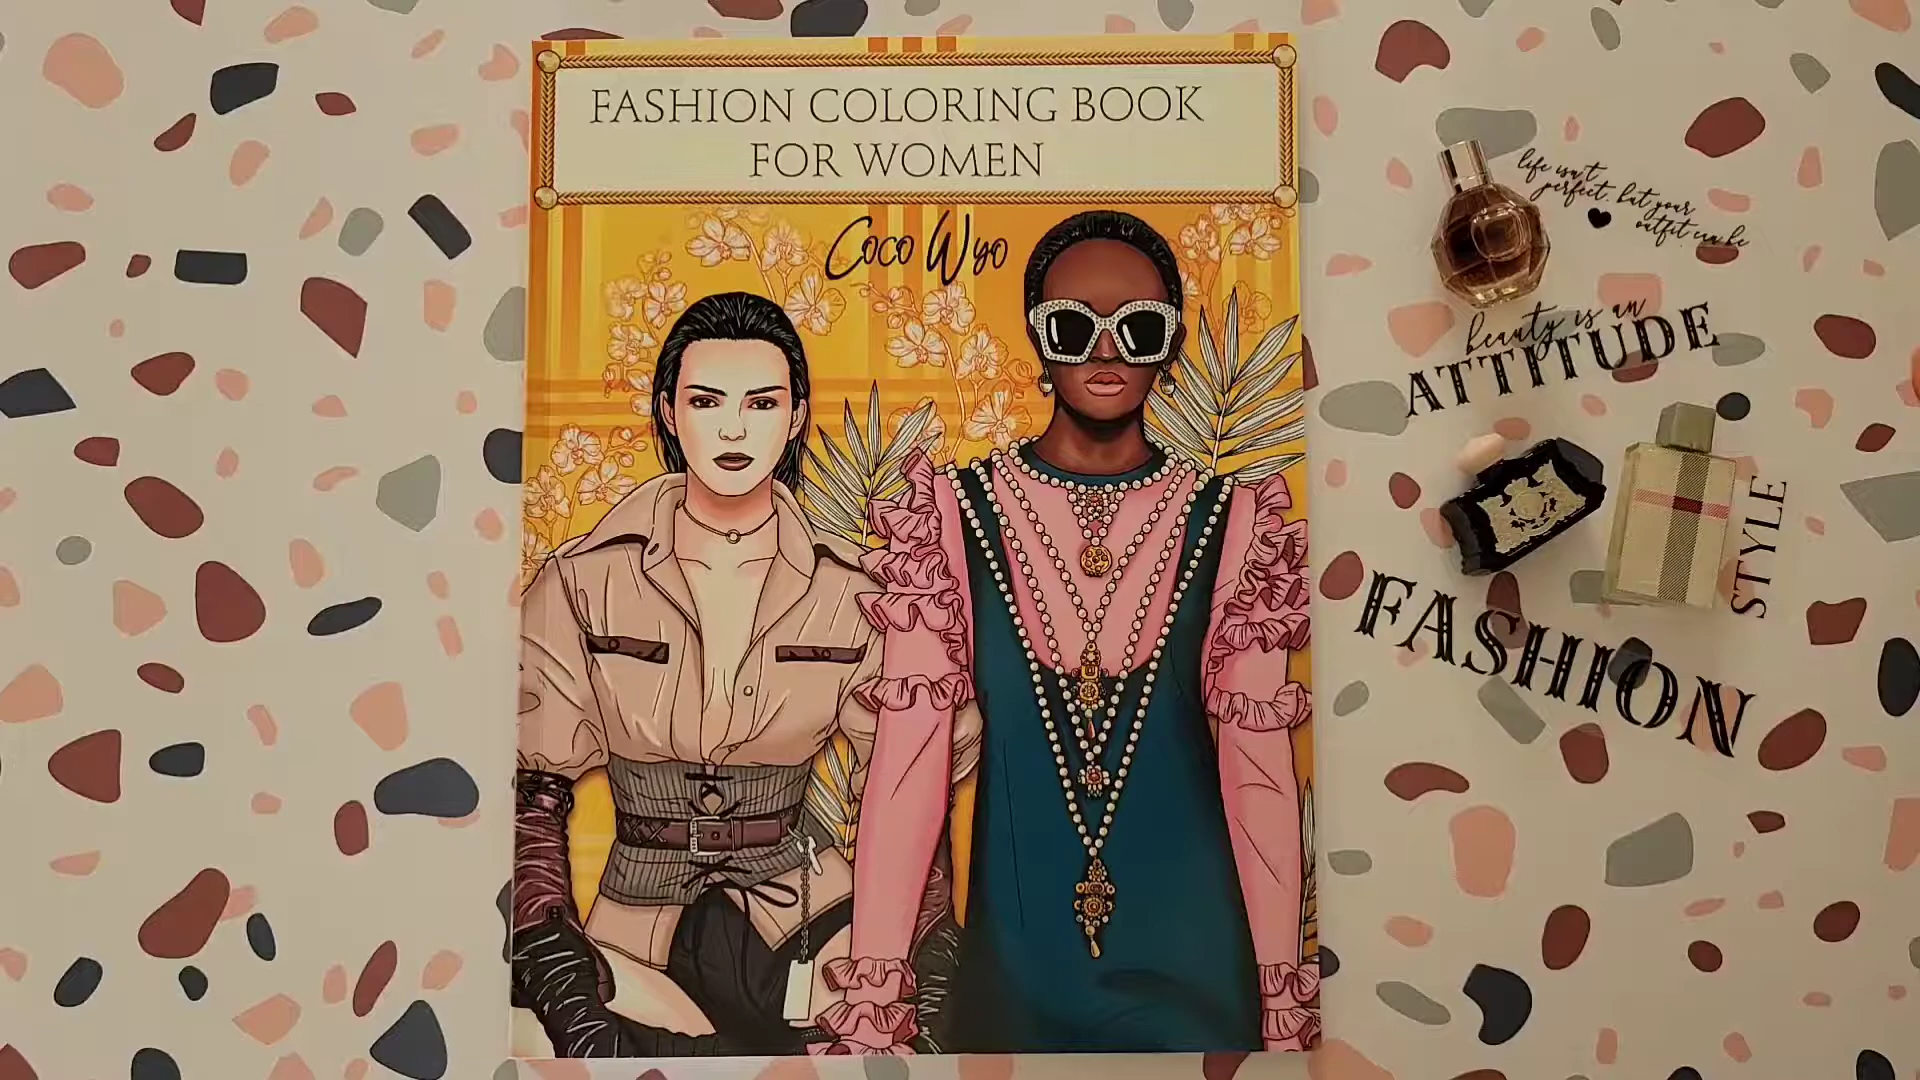 FASHION COLORING BOOK
FOR WOMEN
Coco Wyo
life isn't
perfect. but your
outfit can be
beauty is an
ATTITUDE
STYLE
FASHION